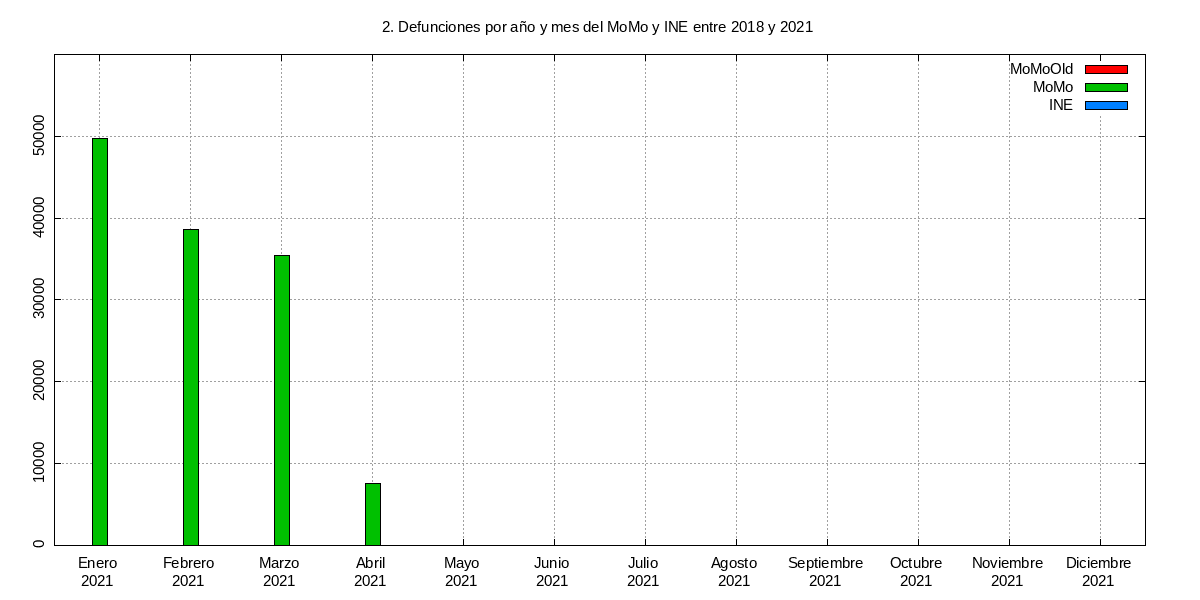 2. Defunciones por año y mes del MoMo y INE entre 2018 y 2021
MoMoOld
MoMo
INE
50000
40000
30000
20000
10000
0
Enero Febrero Marzo Abril Mayo Junio Julio Agosto Septiembre Octubre Noviembre Diciembre
2021 2021 2021 2021 2021 2021 2021 2021 2021 2021 2021 2021